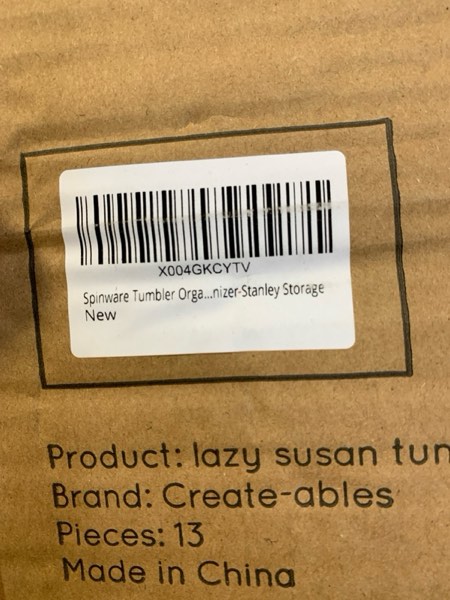 X004GKCYTV
Spinware Tumbler Orga...nizer-Stanley Storage
New
Product: lazy susan tun
Brand: Create-ables
Pieces: 13
Made in China